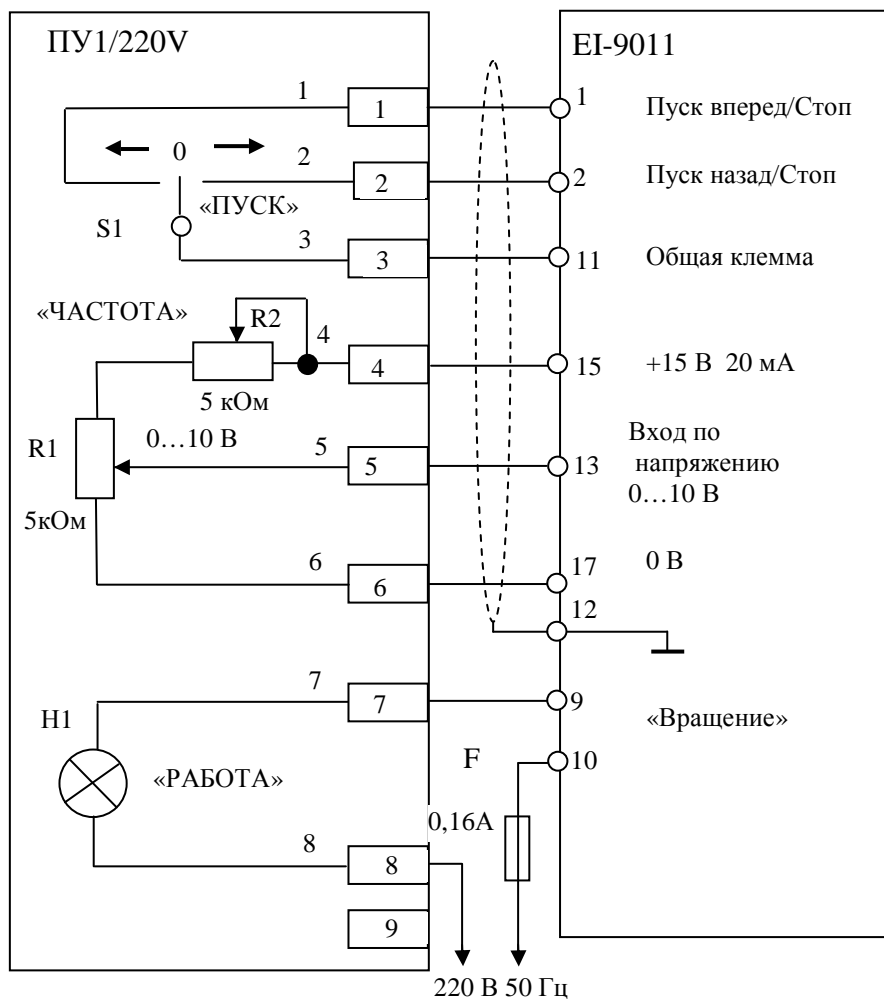 ПУ1/220V
EI-9011
1
1
1
Пуск вперед/Стоп
0
2
2
2
Пуск назад/Стоп
«ПУСК»
S1
3
3
11
Общая клемма
«ЧАСТОТА»
R2
4
4
15
+15 В 20 мА
5 кОм
R1
0…10 В
5
5
13
Вход по
напряжению
0…10 В
5кОм
6
6
17
0 В
12
7
7
9
«Вращение»
H1
«РАБОТА»
F
10
0,16А
8
8
9
220 В 50 Гц